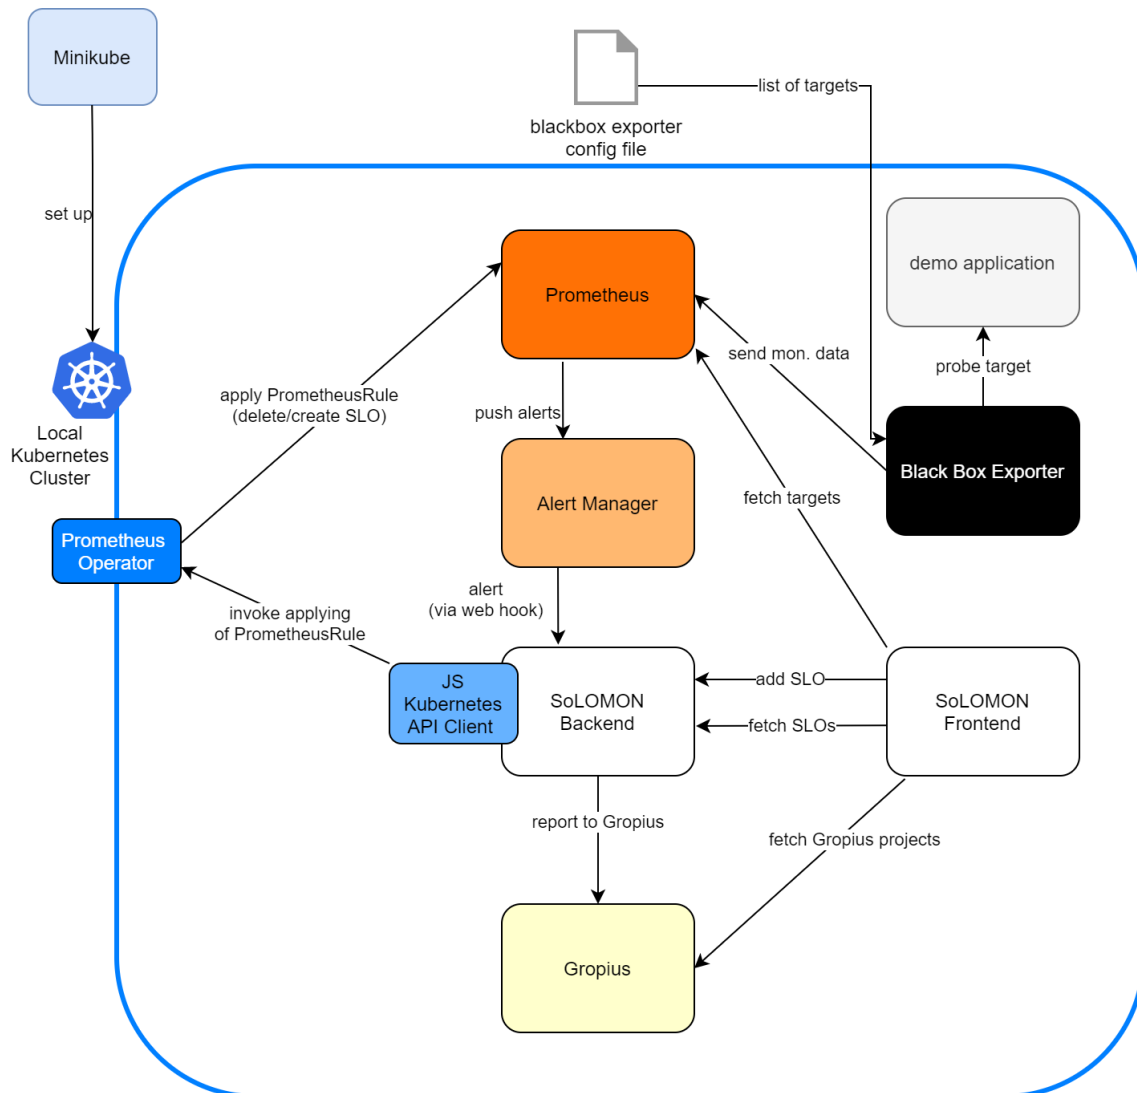 Minikube
list of targets
blackbox exporter
config file
set up
demo application
Prometheus
send mon. data
probe target
apply PrometheusRule
(delete/create SLO)
push alerts
Local
Kubernetes
Cluster
Black Box Exporter
fetch targets
Alert Manager
Prometheus
Operator
alert
(via web hook)
invoke applying
of PrometheusRule
JS
Kubernetes
API Client
SoLOMON
Backend
add SLO
fetch SLOs
SoLOMON
Frontend
report to Gropius
fetch Gropius projects
Gropius